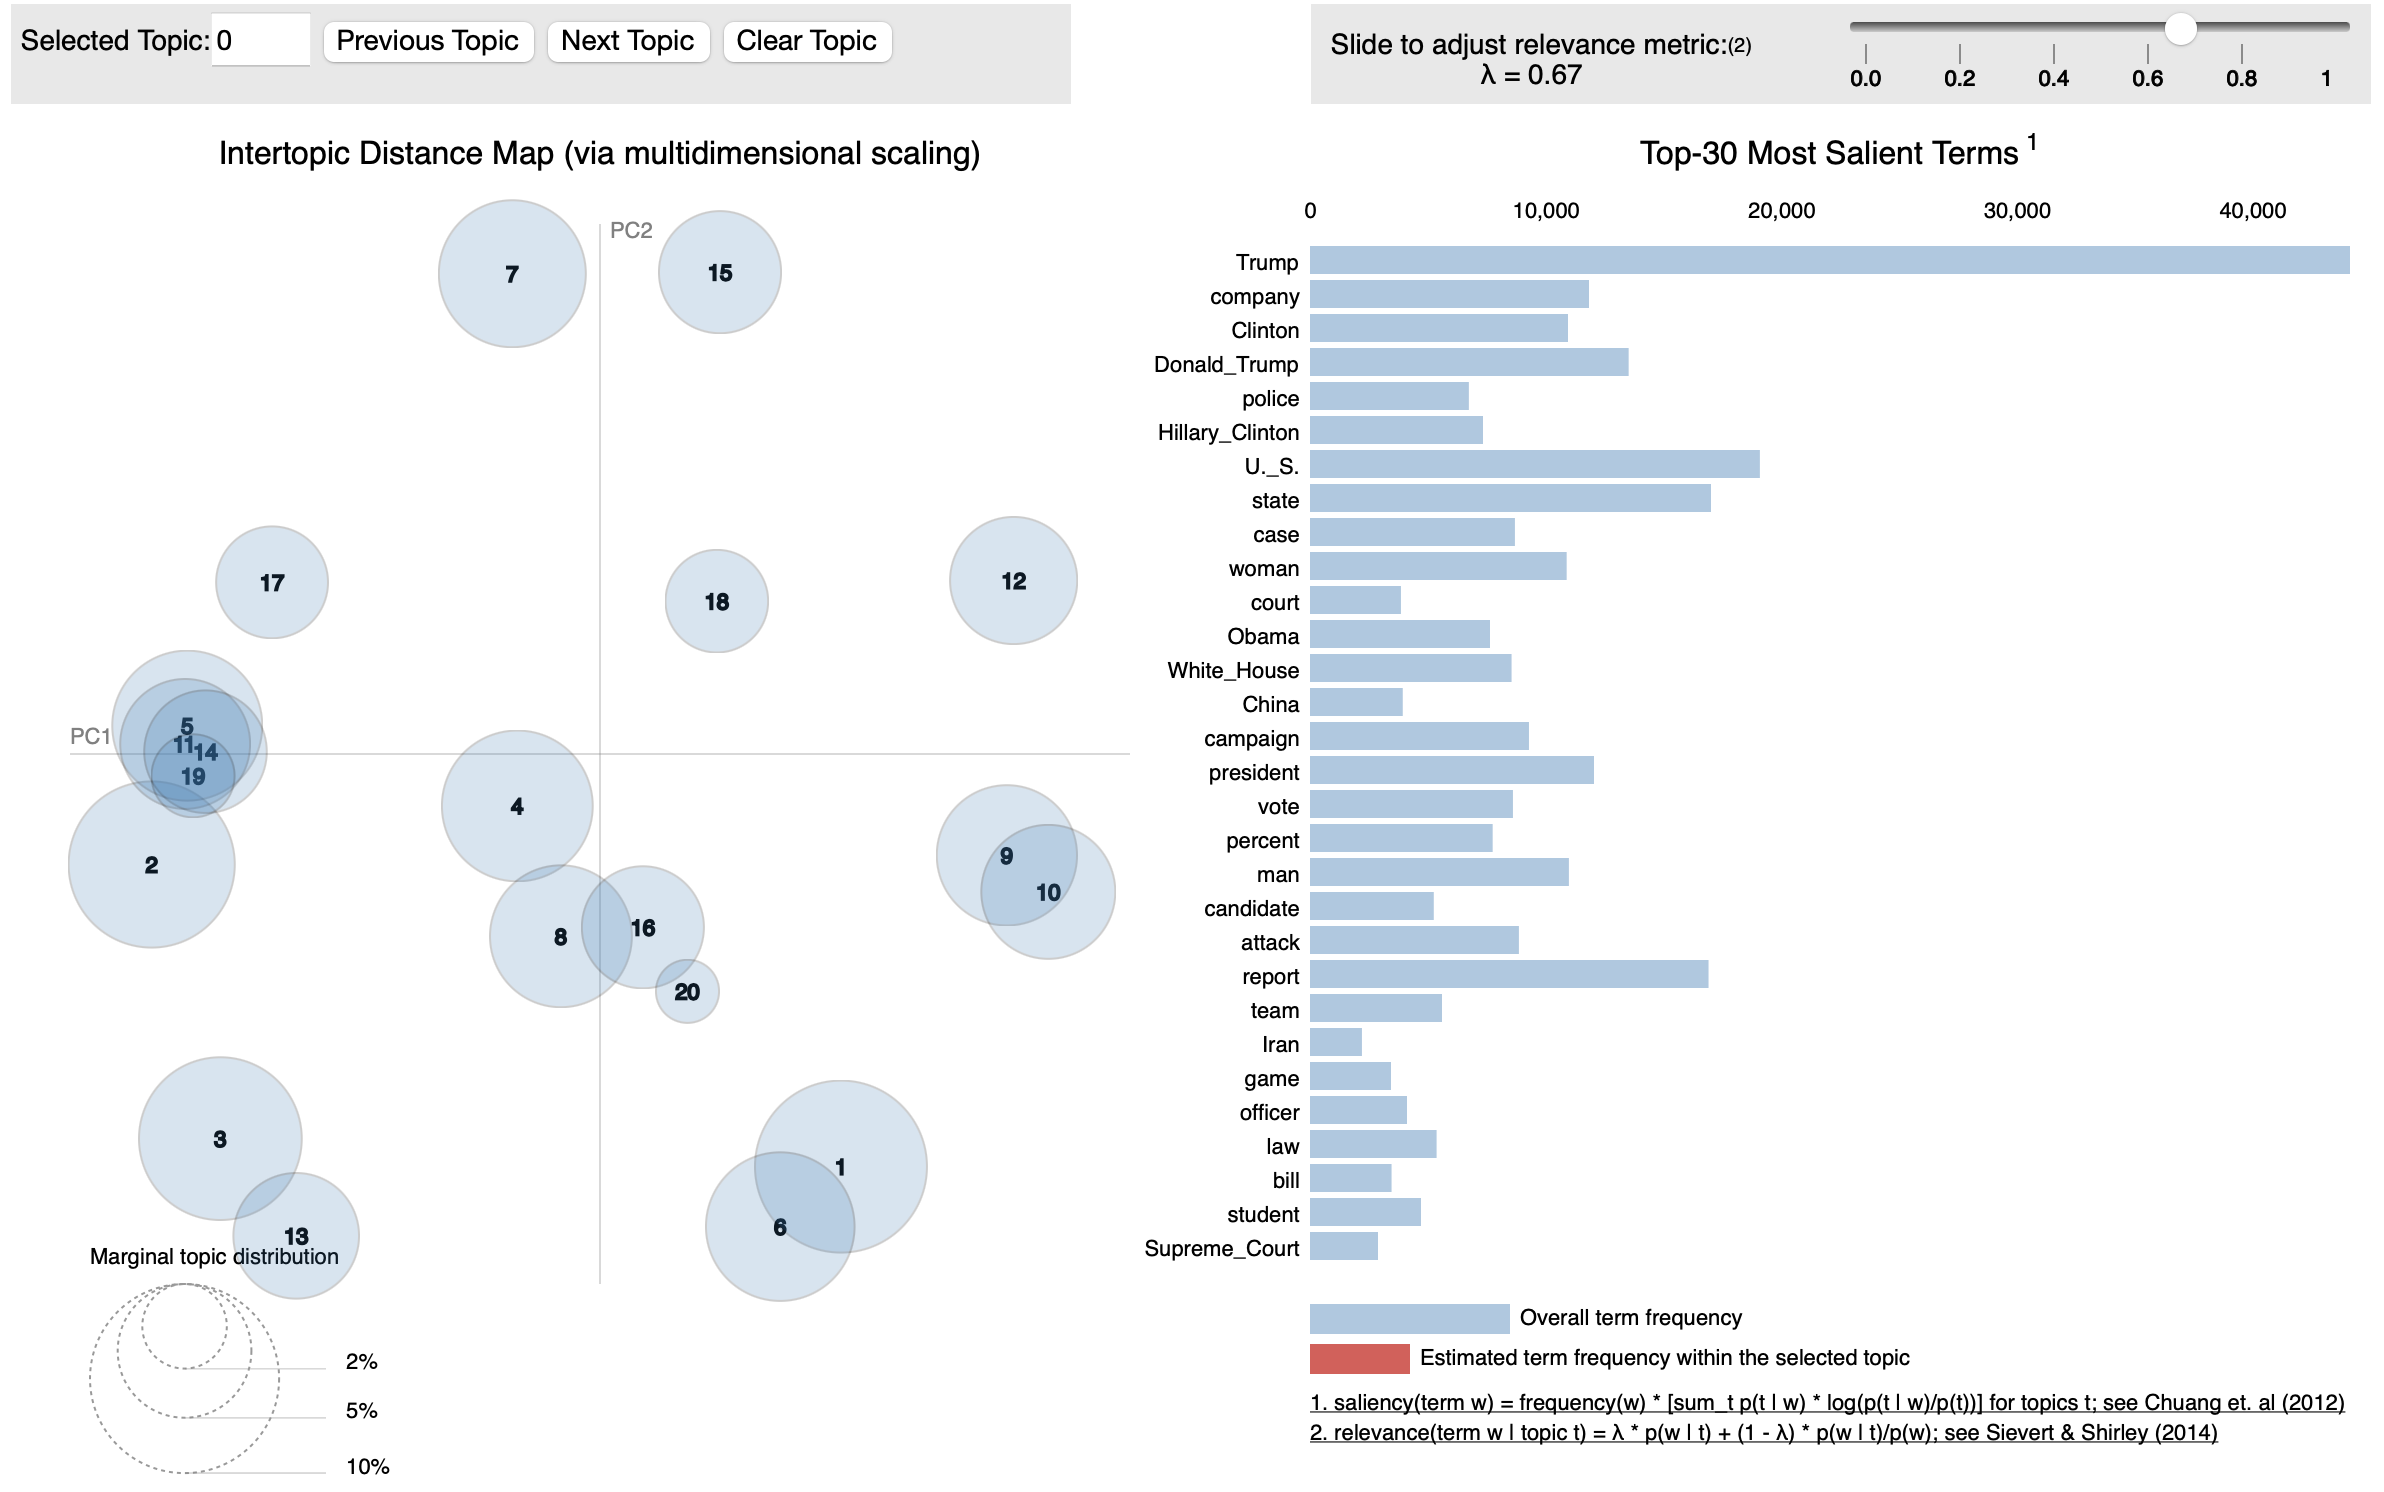 Selected Topic: 0 Previous Topic Next Topic Clear Topic
Slide to adjust relevance metric:(2)
λ = 0.67
0.0 0.2 0.4 0.6 0.8 1
Intertopic Distance Map (via multidimensional scaling)
PC2
7
15
17
18
12
PC1
5
11
14
19
2
4
9
10
8
16
20
3
1
6
13
Marginal topic distribution
2%
5%
10%
Top-30 Most Salient Terms 1
0 10,000 20,000 30,000 40,000
Trump
company
Clinton
Donald_Trump
police
Hillary_Clinton
U._S.
state
case
woman
court
Obama
White_House
China
campaign
president
vote
percent
man
candidate
attack
report
team
Iran
game
officer
law
bill
student
Supreme_Court
Overall term frequency
Estimated term frequency within the selected topic
1. saliency(term w) = frequency(w) * [sum_t p(t | w) * log(p(t | w)/p(t))] for topics t; see Chuang et. al (2012)
2. relevance(term w | topic t) = λ * p(w | t) + (1 - λ) * p(w | t)/p(w); see Sievert & Shirley (2014)